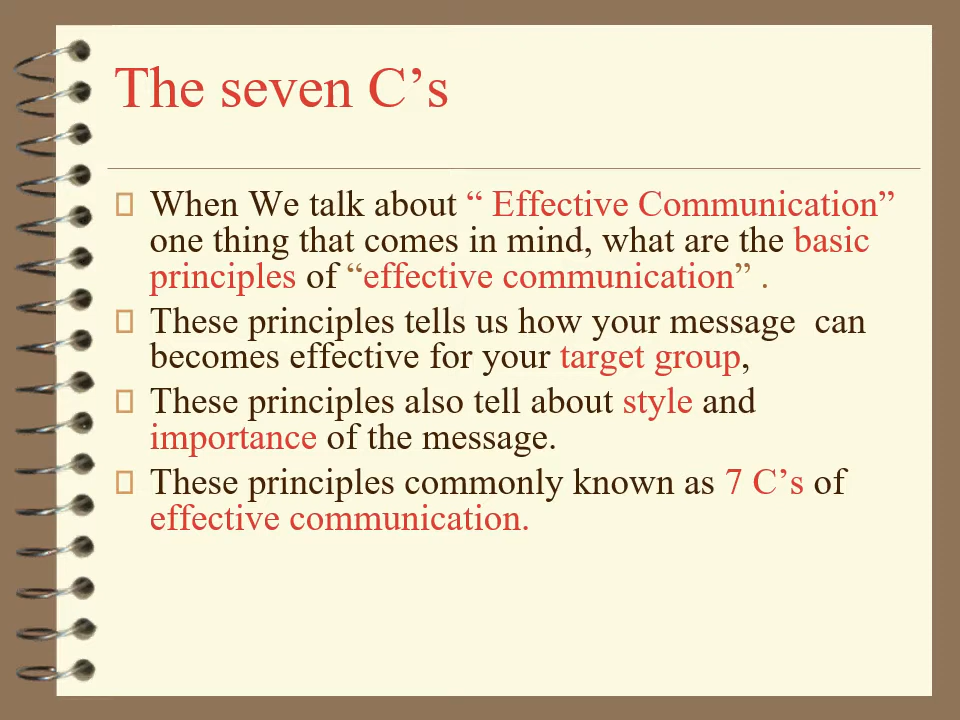 The seven C’s
When We talk about “ Effective Communication”
one thing that comes in mind, what are the basic
principles of “effective communication” .
These principles tells us how your message  can
becomes effective for your target group,
These principles also tell about style and
importance of the message.
These principles commonly known as 7 C’s of
effective communication.